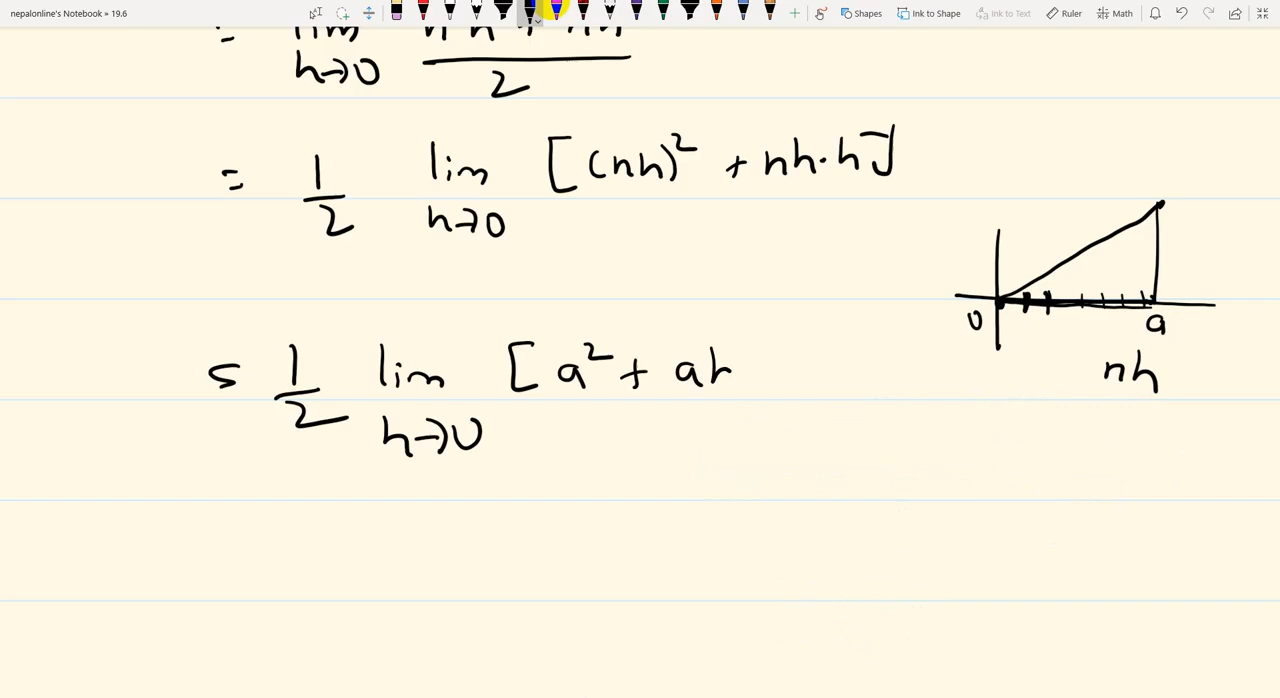 nepalonline's Notebook » 19.6
Shapes Ink to Shape Ink to Text Ruler Math
h→0
2
= 1/2 lim h→0 [(nh)² + nh·h]
= 1/2 lim h→0 [a² + ah
0 a
nh